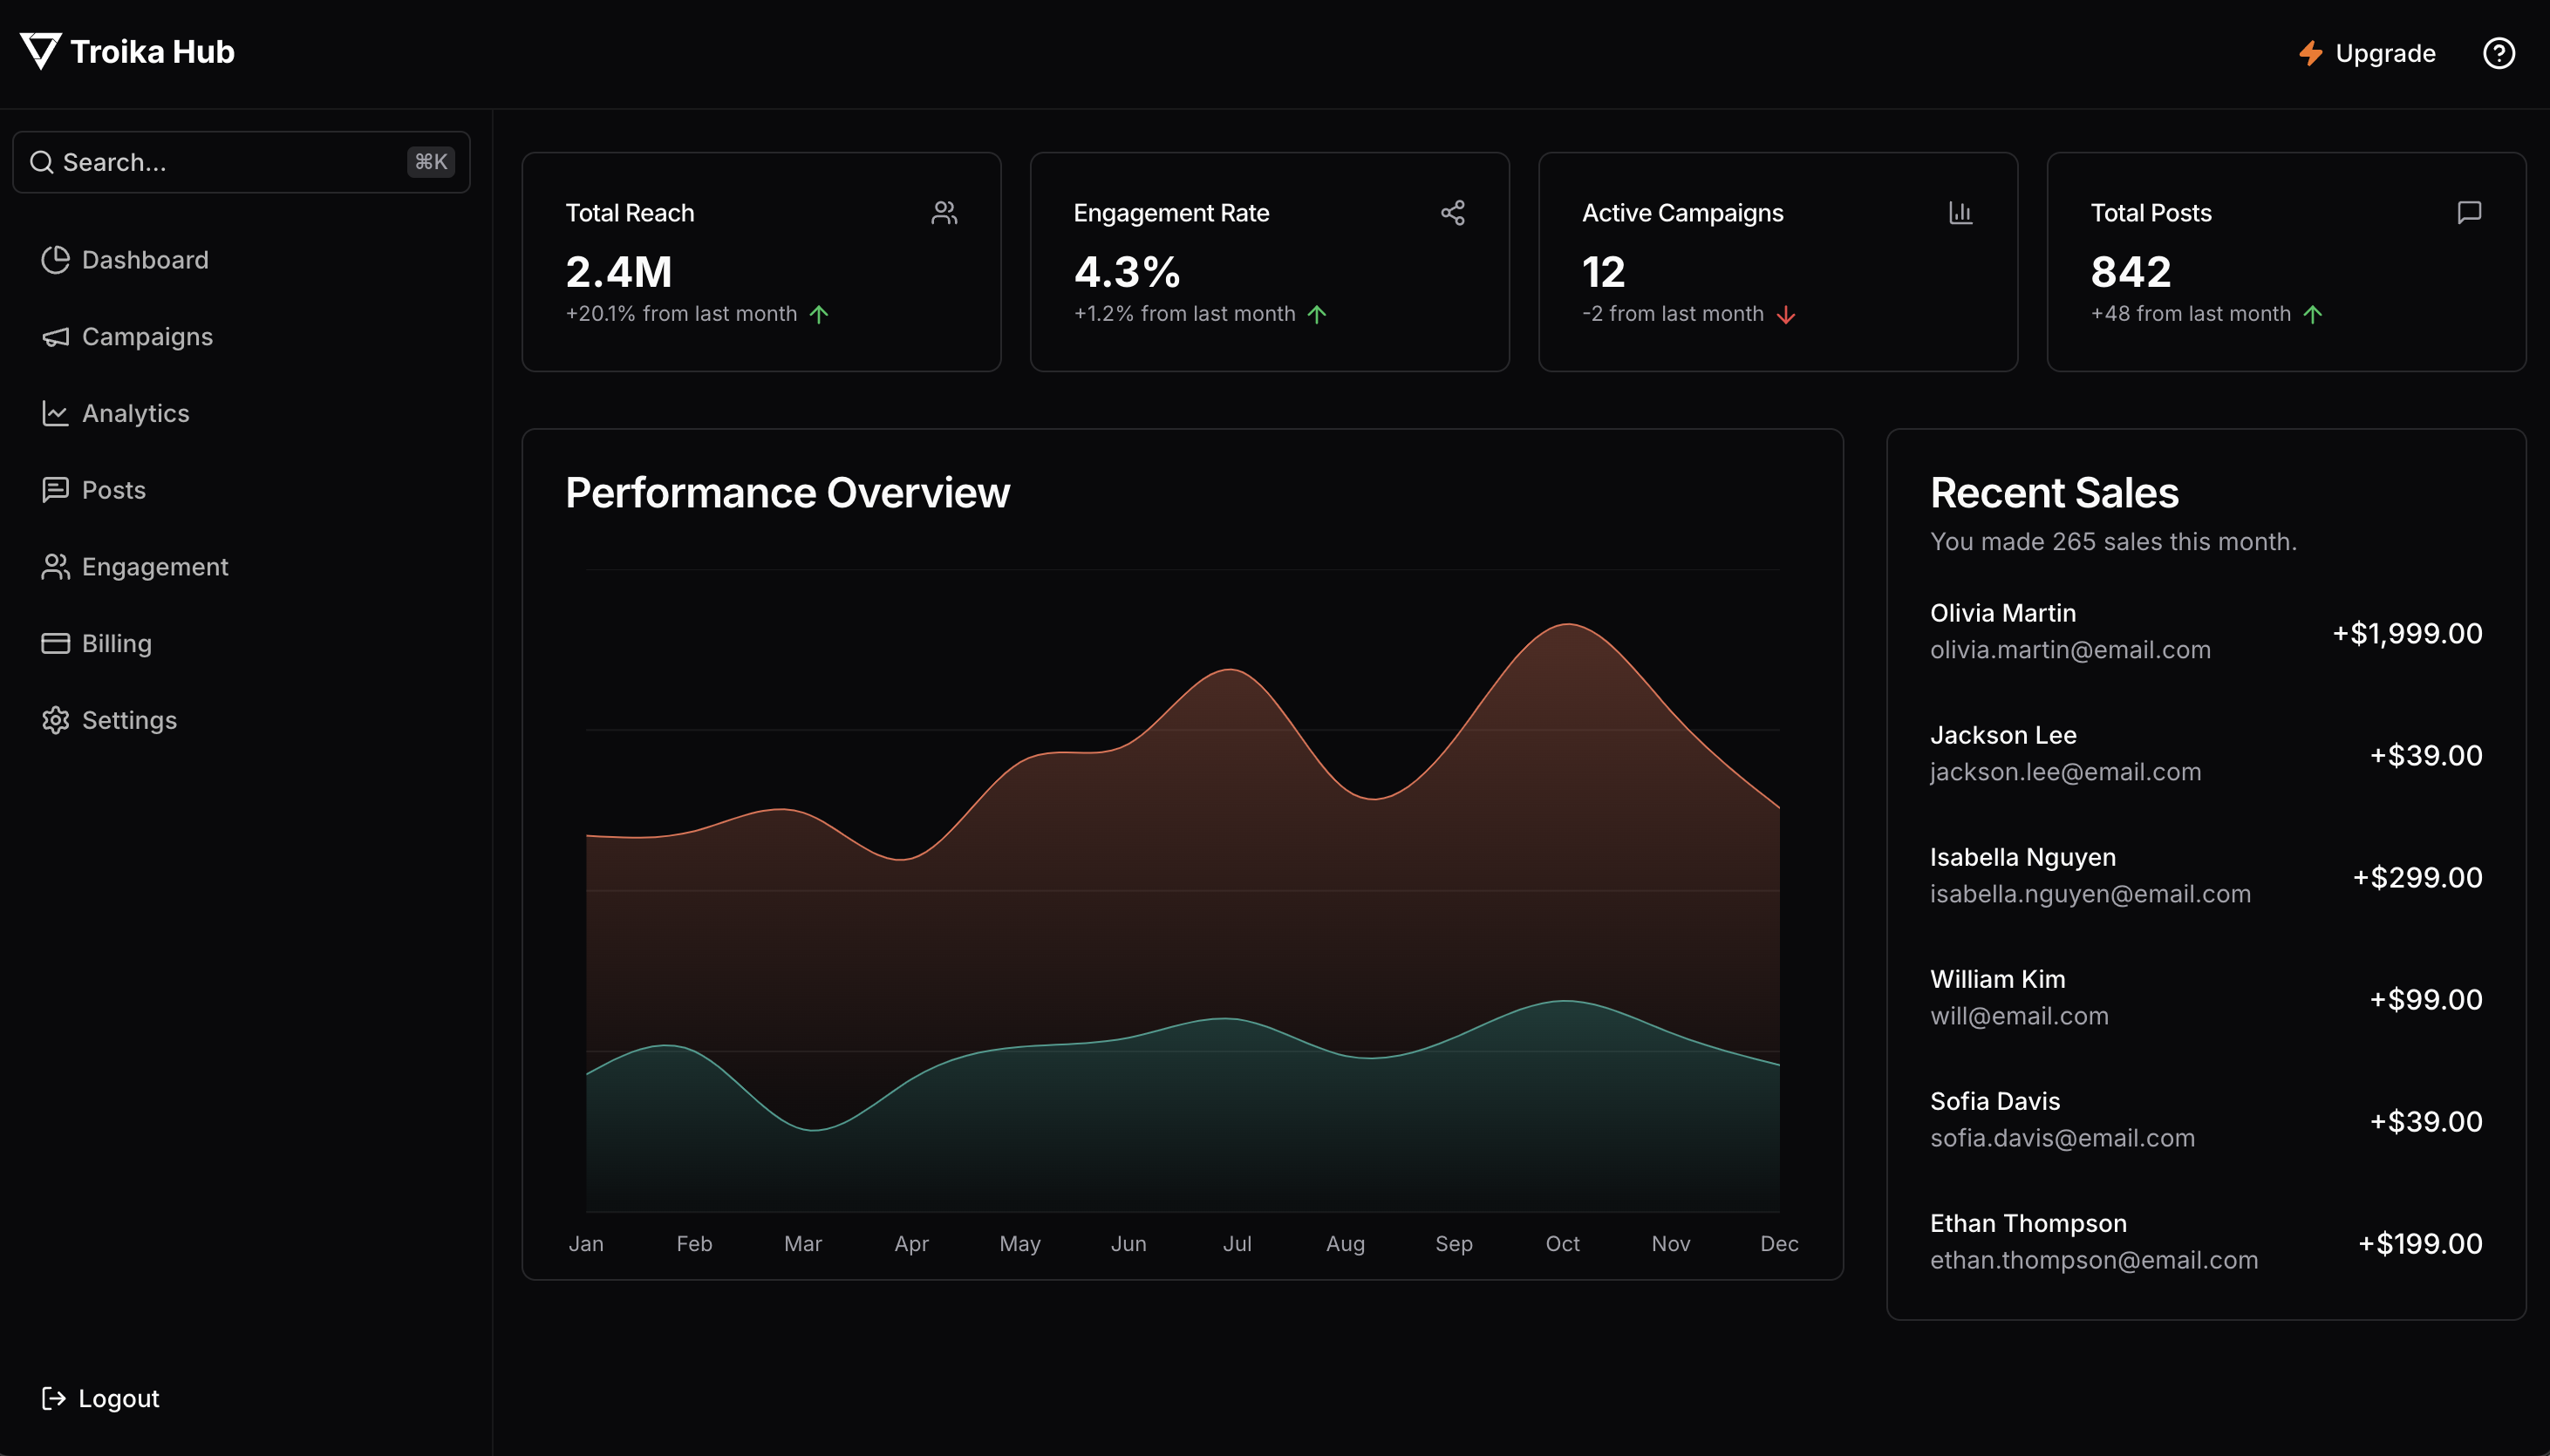 Troika Hub
Upgrade
Search...
⌘K
Dashboard
Campaigns
Analytics
Posts
Engagement
Billing
Settings
Logout
Total Reach
2.4M
+20.1% from last month
Engagement Rate
4.3%
+1.2% from last month
Active Campaigns
12
-2 from last month
Total Posts
842
+48 from last month
Performance Overview
Jan Feb Mar Apr May Jun Jul Aug Sep Oct Nov Dec
Recent Sales
You made 265 sales this month.
Olivia Martin
olivia.martin@email.com
+$1,999.00
Jackson Lee
jackson.lee@email.com
+$39.00
Isabella Nguyen
isabella.nguyen@email.com
+$299.00
William Kim
will@email.com
+$99.00
Sofia Davis
sofia.davis@email.com
+$39.00
Ethan Thompson
ethan.thompson@email.com
+$199.00